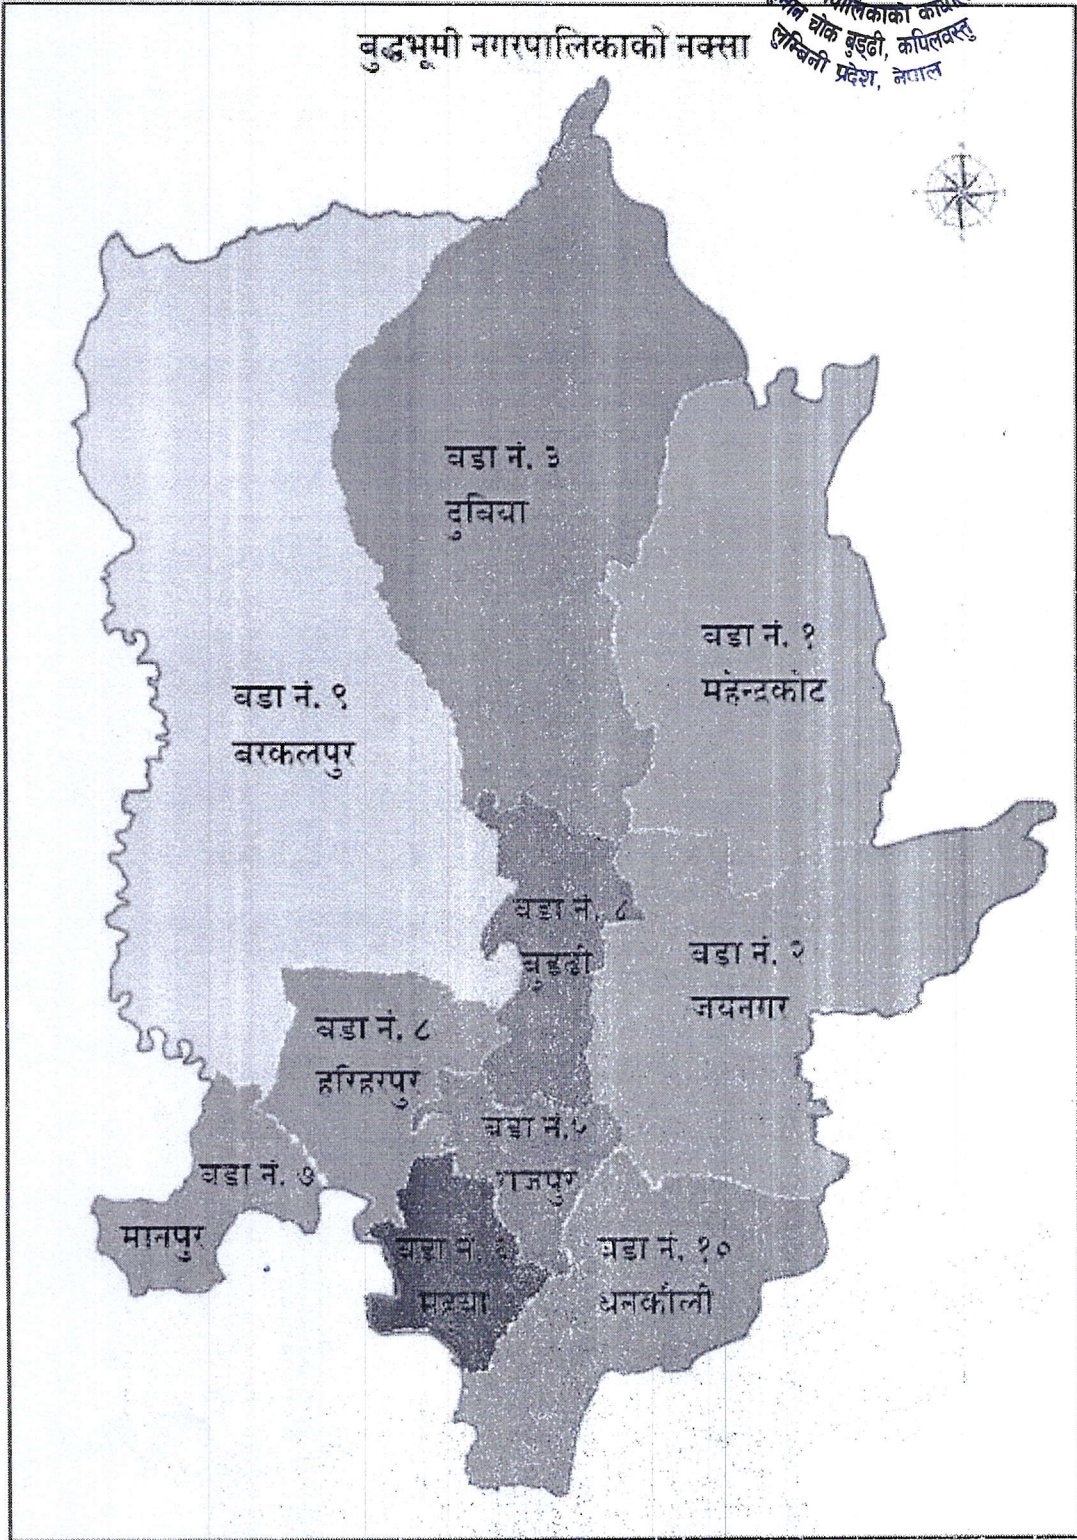 बुद्धभूमी नगरपालिकाको नक्सा
चोक बुड्ढी, कपिलवस्तु
लुम्बिनी प्रदेश, नेपाल
वडा नं. ३
दुबिया
वडा नं. १
महेन्द्रकोट
वडा नं. ९
बरकलपुर
वडा नं.
बुड्ढी
वडा नं. २
जयनगर
वडा नं. ८
हरिहरपुर
वडा नं.५
राजपुर
वडा नं. ७
मानपुर
वडा नं.
वडा नं. १०
धनकौली